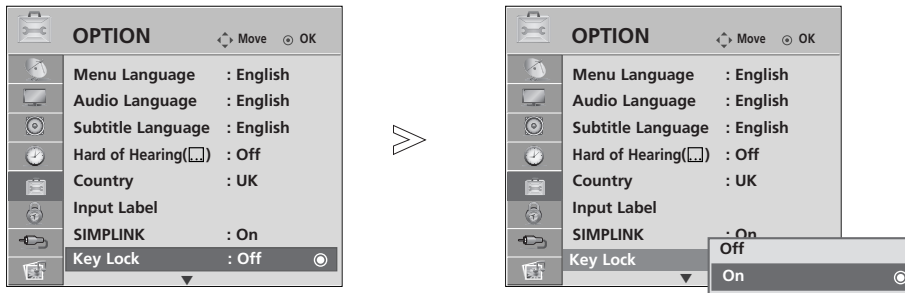 OPTION Move OK
Menu Language : English
Audio Language : English
Subtitle Language : English
Hard of Hearing( ) : Off
Country : UK
Input Label
SIMPLINK : On
Key Lock : Off
OPTION Move OK
Menu Language : English
Audio Language : English
Subtitle Language : English
Hard of Hearing( ) : Off
Country : UK
Input Label
SIMPLINK : On
Key Lock
Off
On